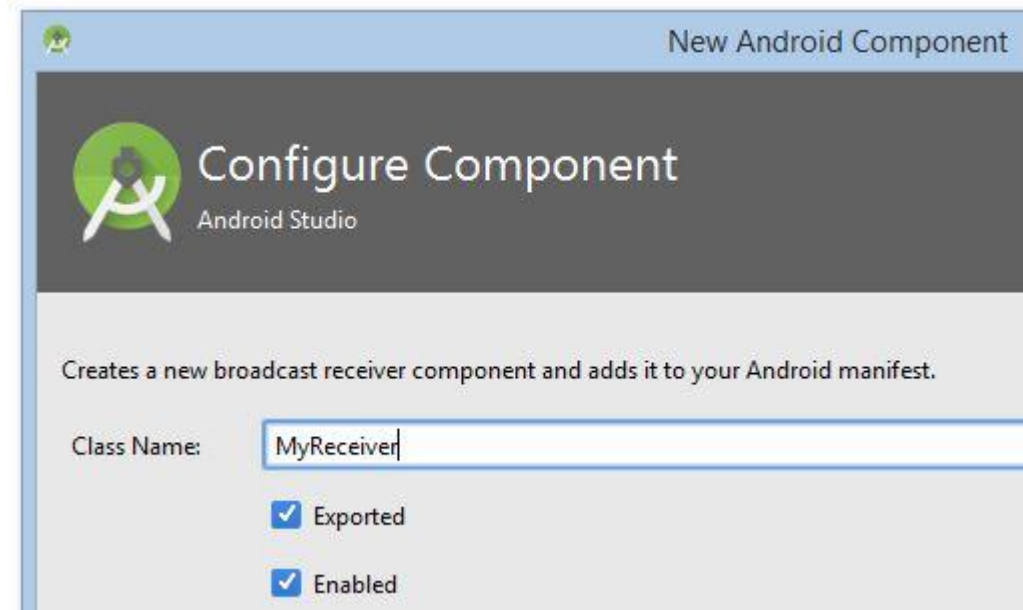 New Android Component
Configure Component
Android Studio
Creates a new broadcast receiver component and adds it to your Android manifest.
Class Name: MyReceiver
Exported
Enabled